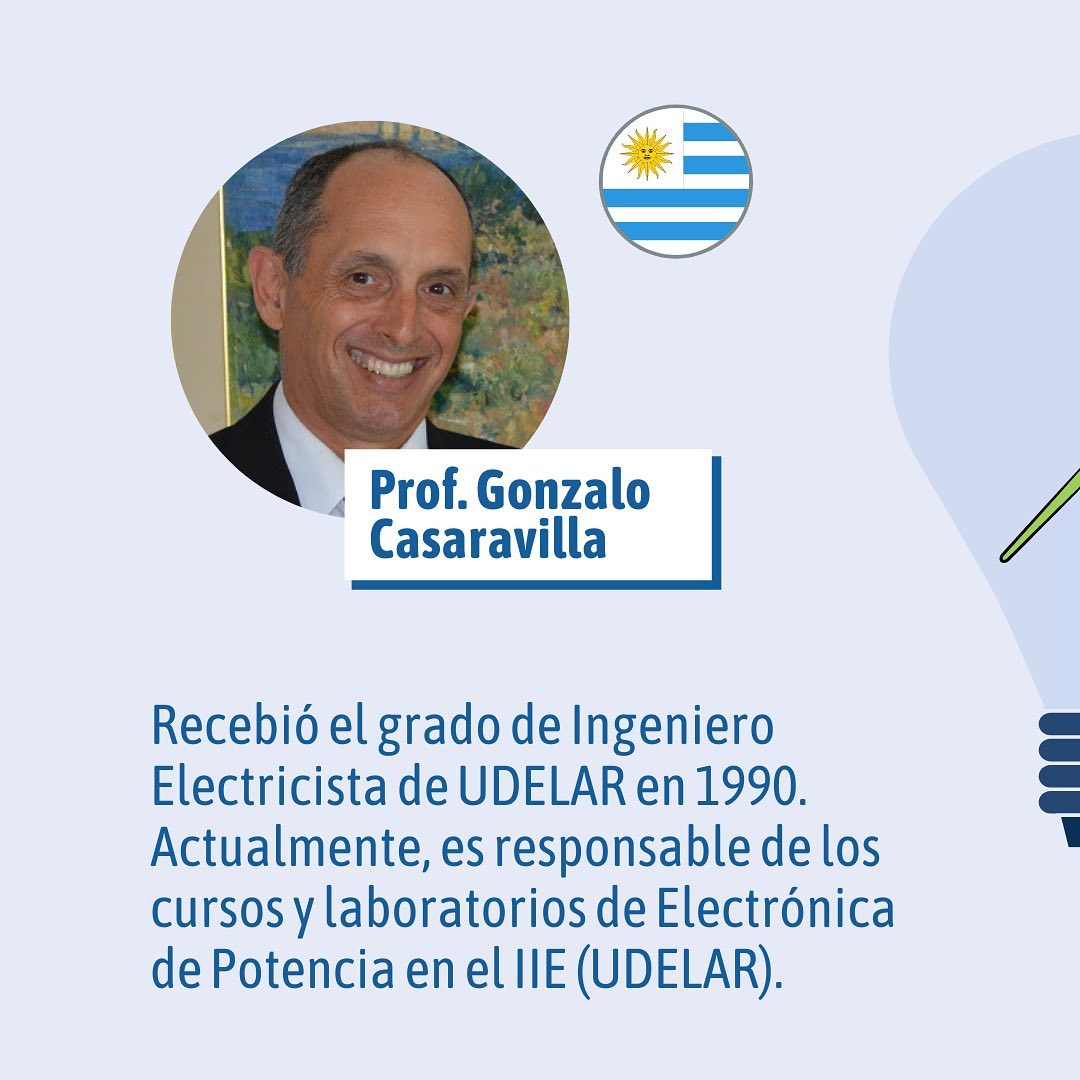 Prof. Gonzalo
Casaravilla
Recebió el grado de Ingeniero
Electricista de UDELAR en 1990.
Actualmente, es responsable de los
cursos y laboratorios de Electrónica
de Potencia en el IIE (UDELAR).